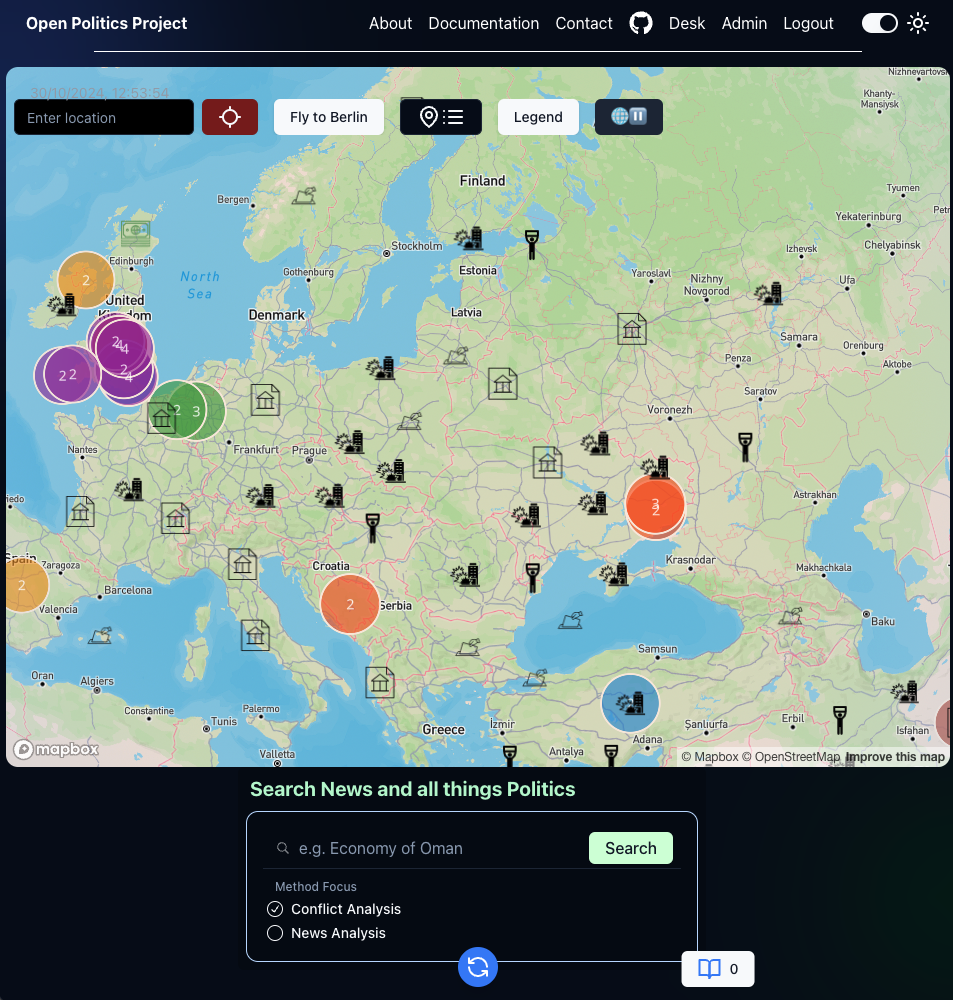 Open Politics Project
About Documentation Contact Desk Admin Logout
30/10/2024, 12:53:54
Enter location
Fly to Berlin
Legend
Nizhnevartovsk
Khanty-
Mansiysk
Finland
Bergen
Tyumen
Yekaterinburg
Stockholm
Izhevsk
Chelyabinsk
Edinburgh
North
Sea
Gothenburg
Estonia
Yaroslavl
Nizhny
Novgorod
Ufa
2
United
Kingdom
Denmark
Latvia
Samara
Orenburg
2
4
4
Penza
Aktobe
2
2
2
4
Saratov
2
3
Voronezh
Nantes
Frankfurt
Prague
Astrakhan
3
2
Spain
Zaragoza
Croatia
Krasnodar
Makhachkala
2
Barcelona
2
Serbia
Valencia
Baku
Samsun
Oran
Algiers
Constantine
Tunis
Palermo
Greece
Izmir
Şanlıurfa
Erbil
Isfahan
Adana
Antalya
Valletta
mapbox
© Mapbox © OpenStreetMap Improve this map
Search News and all things Politics
e.g. Economy of Oman
Search
Method Focus
Conflict Analysis
News Analysis
0